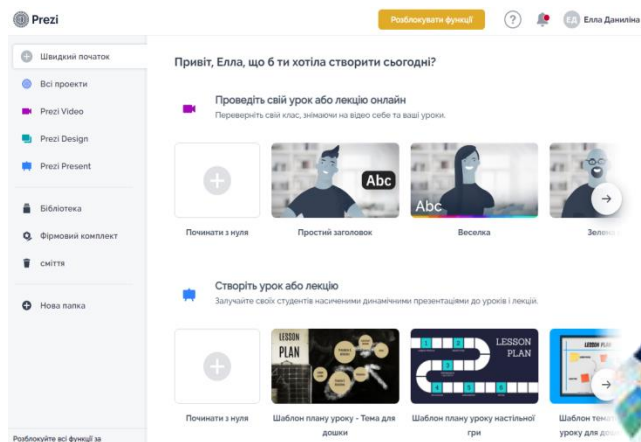 Prezi
Розблокувати функції
?
ЕД Елла Даниліна
Швидкий початок
Всі проекти
Prezi Video
Prezi Design
Prezi Present
Бібліотека
Фірмовий комплект
сміття
Нова папка
Розблокуйте всі функції за
Привіт, Елла, що б ти хотіла створити сьогодні?
Проведіть свій урок або лекцію онлайн
Переверніть свій клас, знімаючи на відео себе та ваші уроки.
Abc
Abc
Починати з нуля
Простий заголовок
Веселка
Створіть урок або лекцію
Залучайте своїх студентів насиченими динамічними презентаціями до уроків і лекцій.
LESSON
PLAN
1 2
3
LESSON
PLAN
LESSON PLAN
Починати з нуля
Шаблон плану уроку - Тема для
дошки
Шаблон плану уроку настільної
гри
Шаблон
уроку для